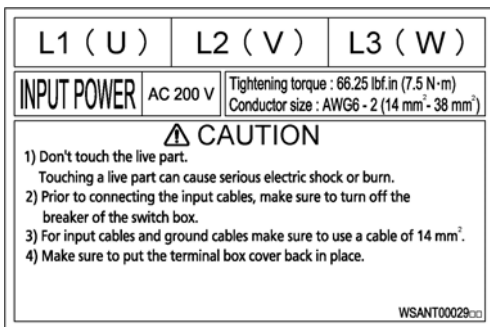 L1 ( U ) L2 ( V ) L3 ( W )
INPUT POWER AC 200 V
Tightening torque : 66.25 lbf.in (7.5 N·m)
Conductor size : AWG6 - 2 (14 mm²- 38 mm²)
⚠ CAUTION
1) Don't touch the live part.
Touching a live part can cause serious electric shock or burn.
2) Prior to connecting the input cables, make sure to turn off the
breaker of the switch box.
3) For input cables and ground cables make sure to use a cable of 14 mm².
4) Make sure to put the terminal box cover back in place.
WSANT00029□□